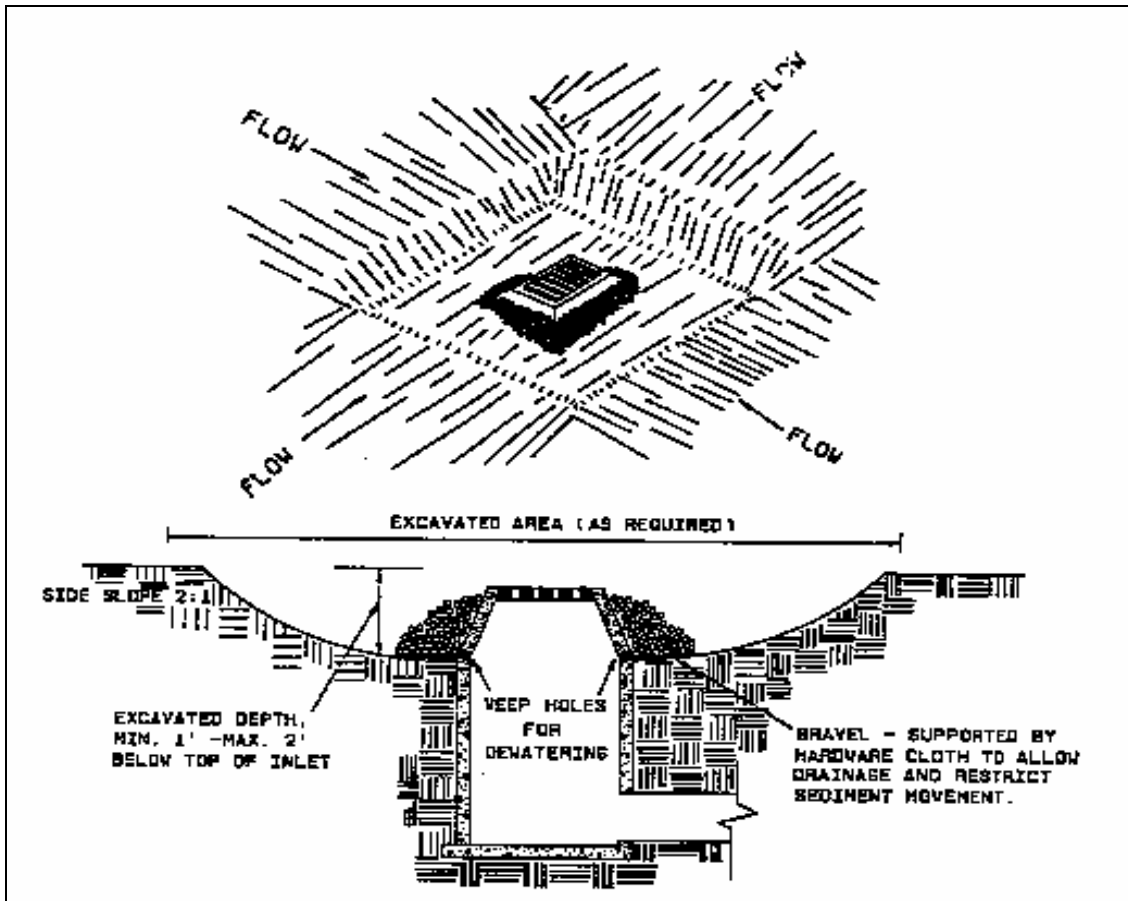 FLOW
FLOW
FLOW
FLOW
EXCAVATED AREA (AS REQUIRED)
SIDE SLOPE 2:1
EXCAVATED DEPTH,
MIN. 1' -MAX. 2'
BELOW TOP OF INLET
WEEP HOLES
FOR
DEWATERING
GRAVEL - SUPPORTED BY
HARDWARE CLOTH TO ALLOW
DRAINAGE AND RESTRICT
SEDIMENT MOVEMENT.